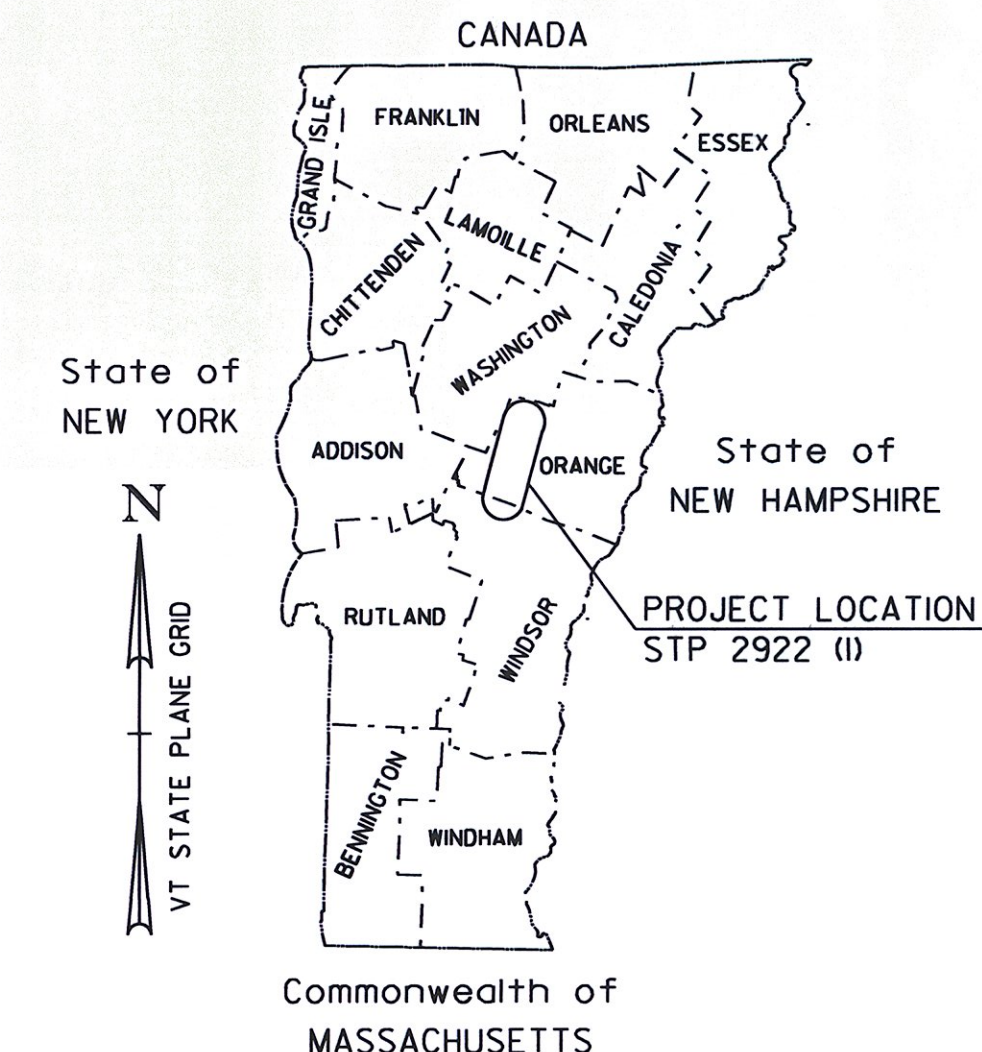 CANADA
GRAND ISLE
FRANKLIN
ORLEANS
ESSEX
LAMOILLE
CHITTENDEN
CALEDONIA
WASHINGTON
State of
NEW YORK
ADDISON
ORANGE
State of
NEW HAMPSHIRE
N
VT STATE PLANE GRID
RUTLAND
WINDSOR
PROJECT LOCATION
STP 2922 (1)
BENNINGTON
WINDHAM
Commonwealth of
MASSACHUSETTS